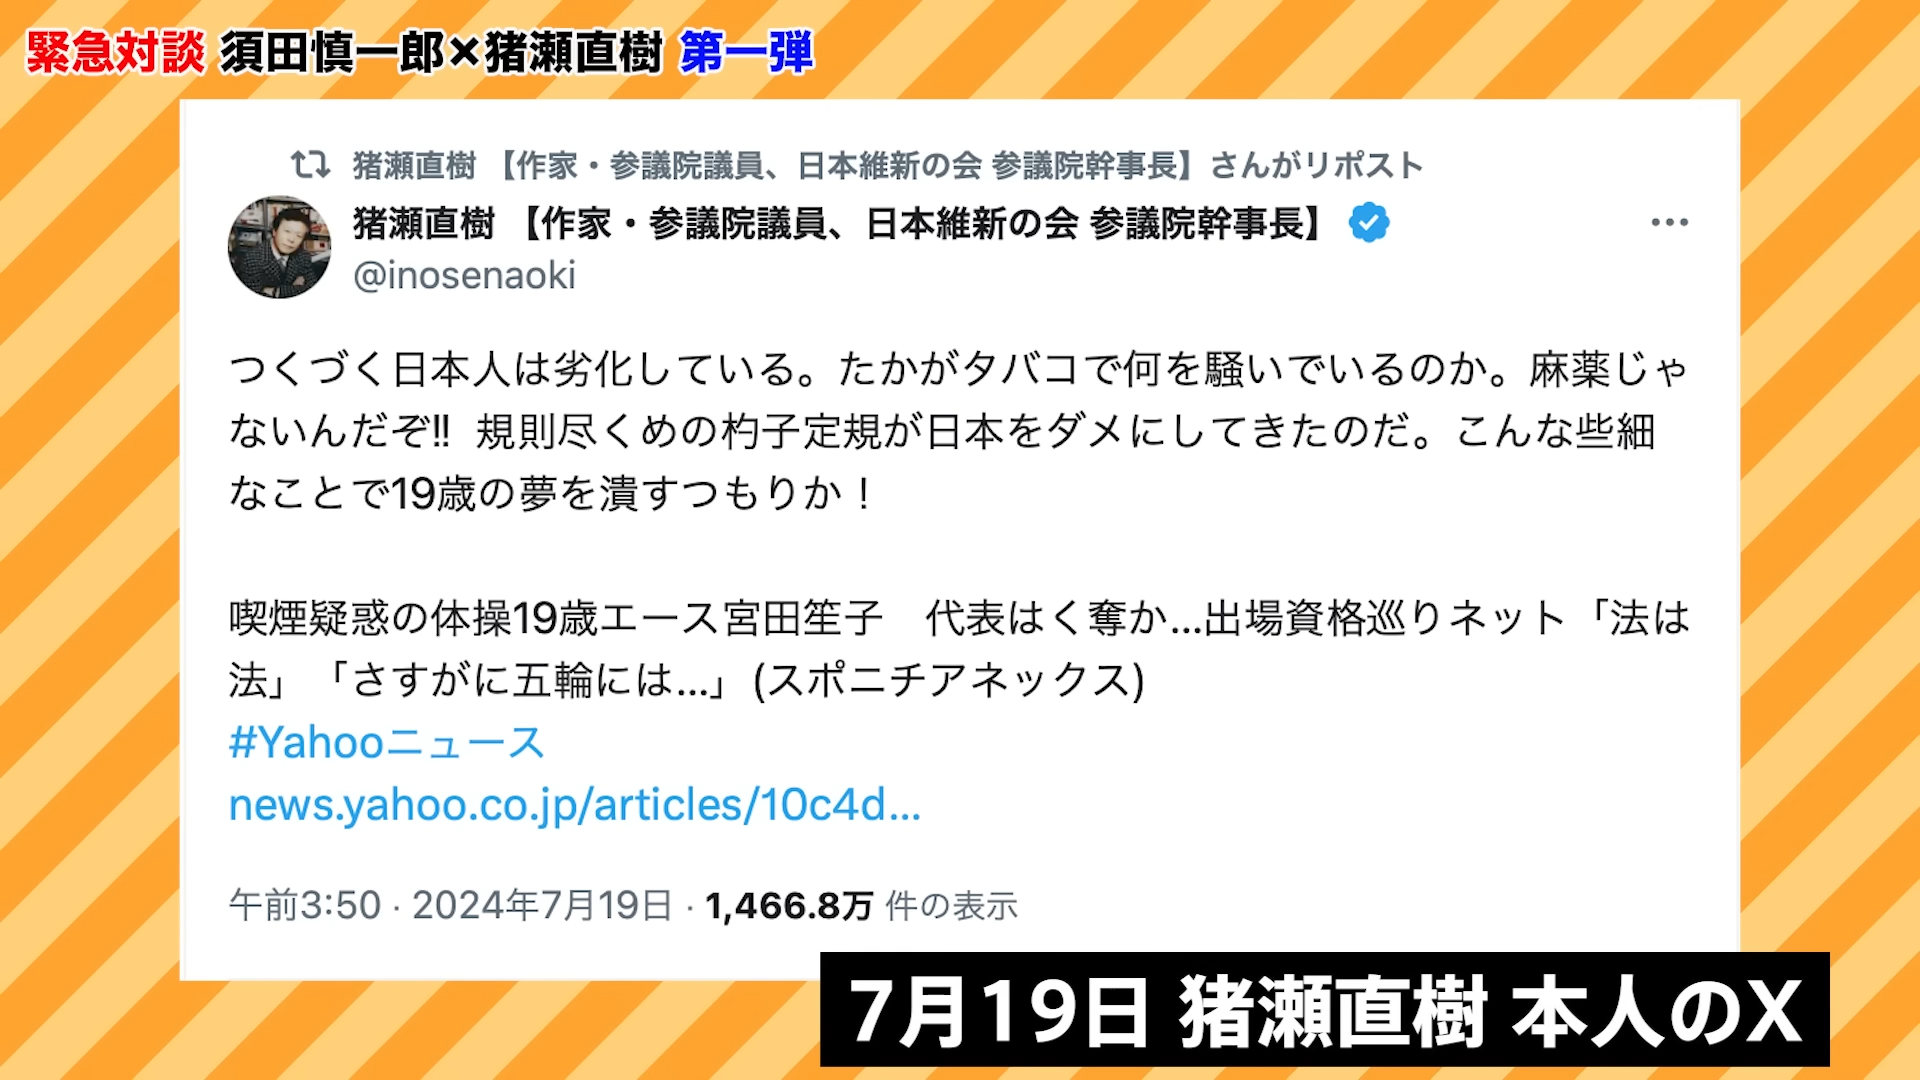 緊急対談 須田慎一郎×猪瀬直樹 第一弾
猪瀬直樹 【作家・参議院議員、日本維新の会 参議院幹事長】さんがリポスト
猪瀬直樹 【作家・参議院議員、日本維新の会 参議院幹事長】
@inosenaoki
つくづく日本人は劣化している。たかがタバコで何を騒いでいるのか。麻薬じゃ
ないんだぞ‼ 規則尽くめの杓子定規が日本をダメにしてきたのだ。こんな些細
なことで19歳の夢を潰すつもりか！
喫煙疑惑の体操19歳エース宮田笙子　代表はく奪か…出場資格巡りネット「法は
法」「さすがに五輪には…」(スポニチアネックス)
#Yahooニュース
news.yahoo.co.jp/articles/10c4d…
午前3:50 · 2024年7月19日 · 1,466.8万 件の表示
7月19日 猪瀬直樹 本人のX